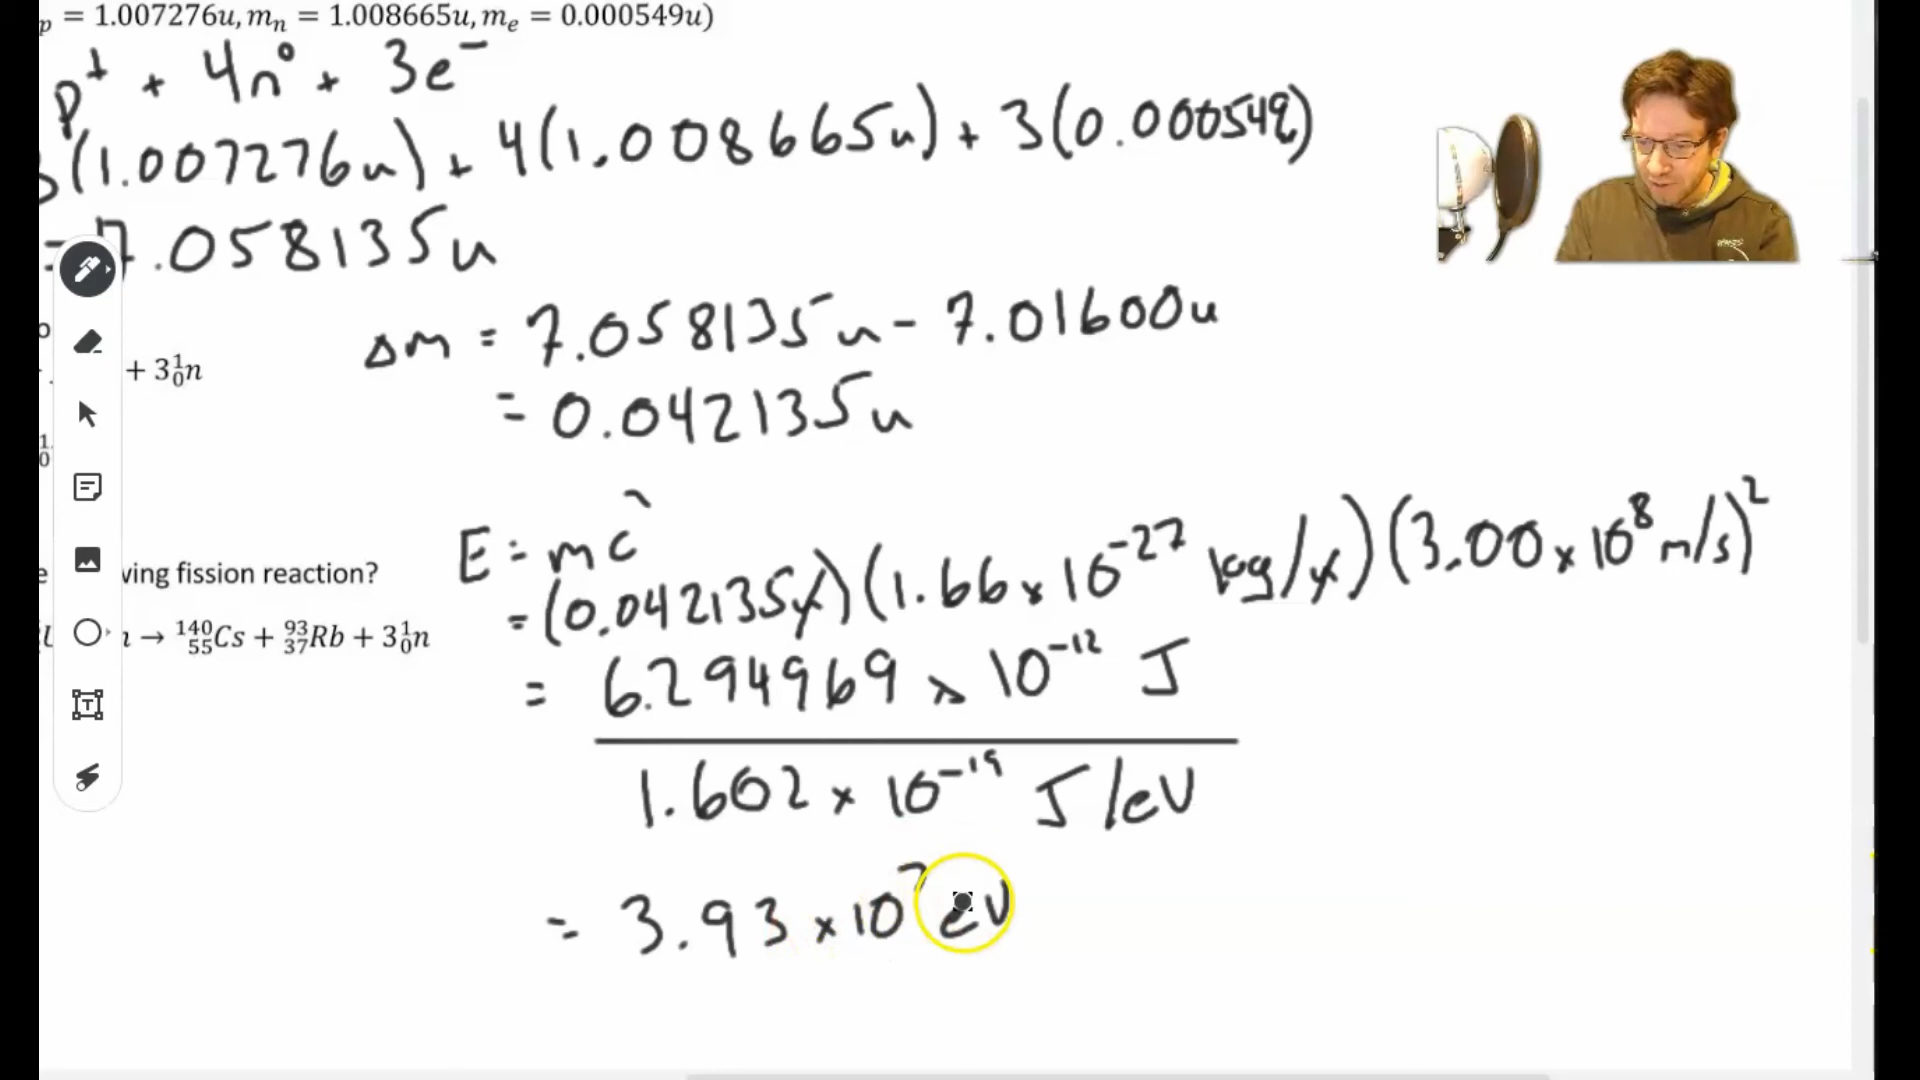 p = 1.007276u, mn = 1.008665u, me = 0.000549u)
p⁺ + 4n⁰ + 3e⁻
3(1.007276u) + 4(1.008665u) + 3(0.000549)
= 7.058135u
Δm = 7.058135u - 7.01600u
= 0.042135u
+ 3¹₀n
E = mc²
= (0.042135u)(1.66 x 10⁻²⁷ kg/u)(3.00 x 10⁸ m/s)²
ving fission reaction?
n → ¹⁴⁰₅₅Cs + ⁹³₃₇Rb + 3¹₀n
= 6.294969 x 10⁻¹² J
1.602 x 10⁻¹⁹ J/eV
= 3.93 x 10⁷ eV